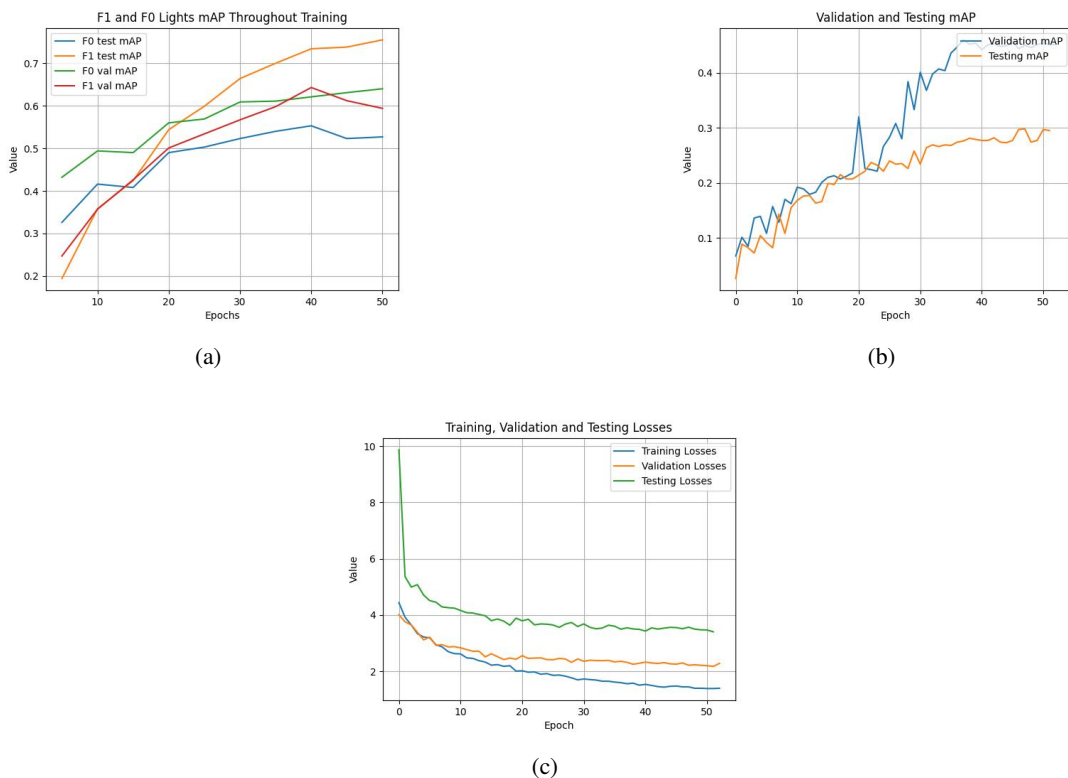 F1 and F0 Lights mAP Throughout Training
F0 test mAP
F1 test mAP
F0 val mAP
F1 val mAP
0.7
0.6
0.5
0.4
0.3
0.2
Value
10
20
30
40
50
Epochs
(a)
Validation and Testing mAP
Validation mAP
Testing mAP
0.4
0.3
0.2
0.1
Value
0
10
20
30
40
50
Epoch
(b)
Training, Validation and Testing Losses
Training Losses
Validation Losses
Testing Losses
10
8
6
4
2
Value
0
10
20
30
40
50
Epoch
(c)